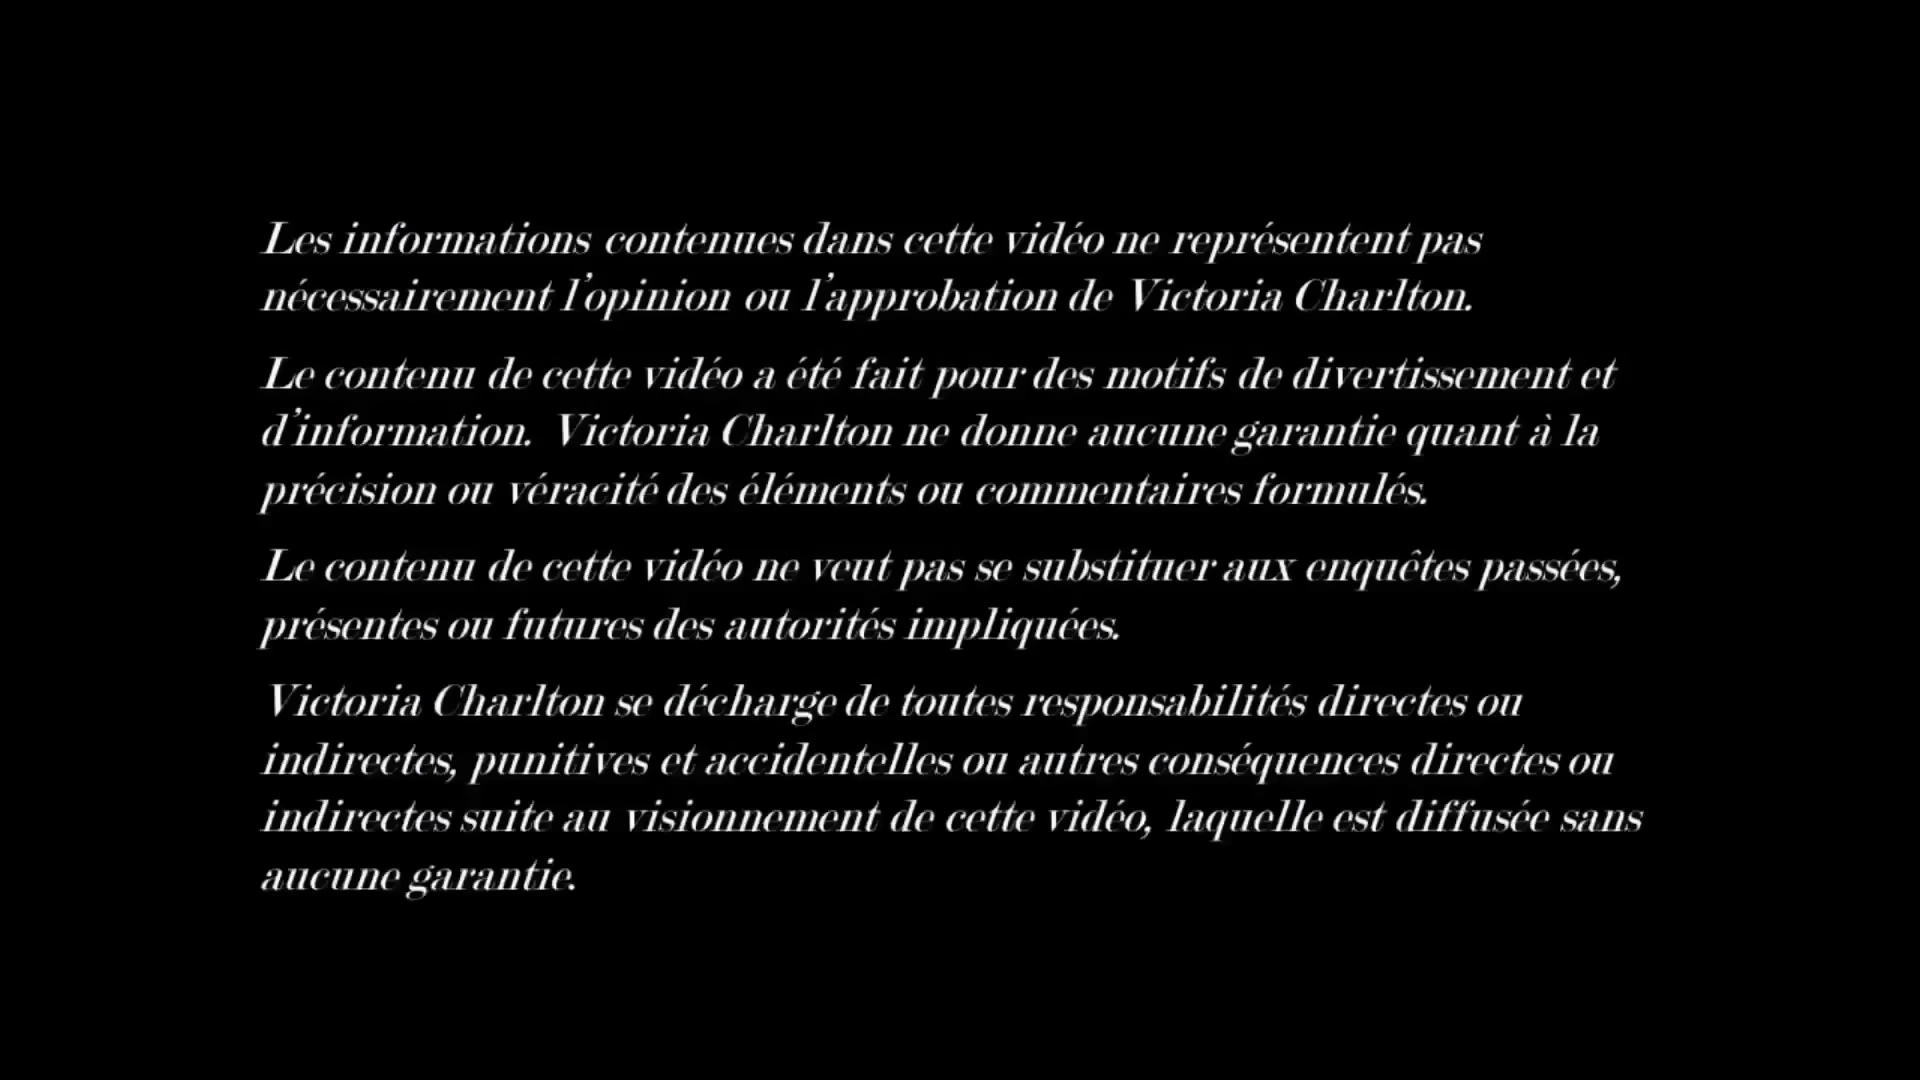 Les informations contenues dans cette vidéo ne représentent pas
nécessairement l’opinion ou l’approbation de Victoria Charlton.
Le contenu de cette vidéo a été fait pour des motifs de divertissement et
d’information. Victoria Charlton ne donne aucune garantie quant à la
précision ou véracité des éléments ou commentaires formulés.
Le contenu de cette vidéo ne veut pas se substituer aux enquêtes passées,
présentes ou futures des autorités impliquées.
Victoria Charlton se décharge de toutes responsabilités directes ou
indirectes, punitives et accidentelles ou autres conséquences directes ou
indirectes suite au visionnement de cette vidéo, laquelle est diffusée sans
aucune garantie.